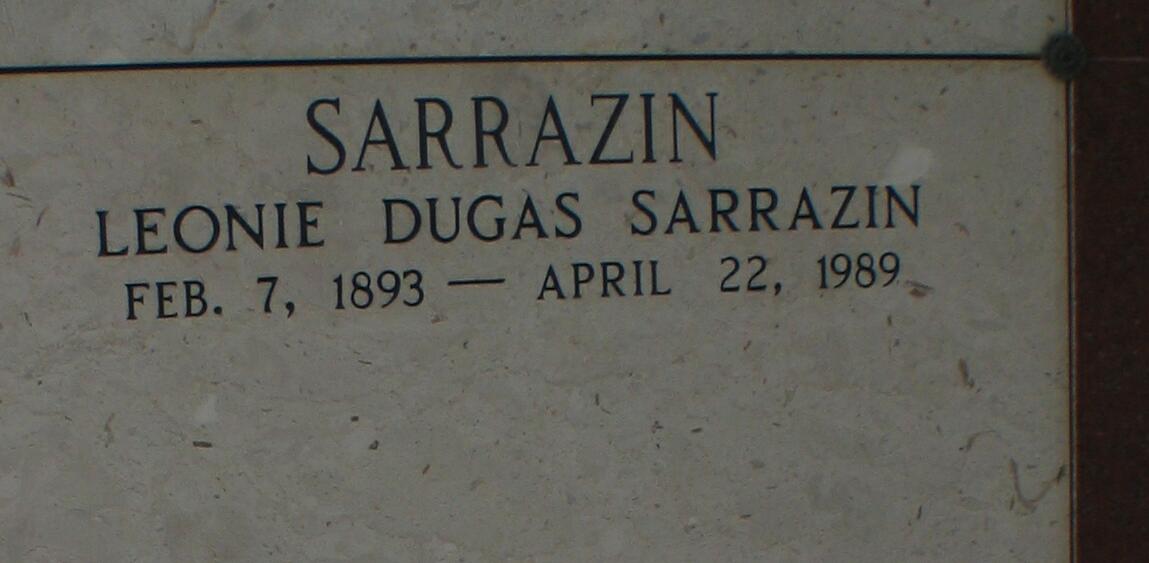 SARRAZIN
LEONIE DUGAS SARRAZIN
FEB. 7, 1893 — APRIL 22, 1989